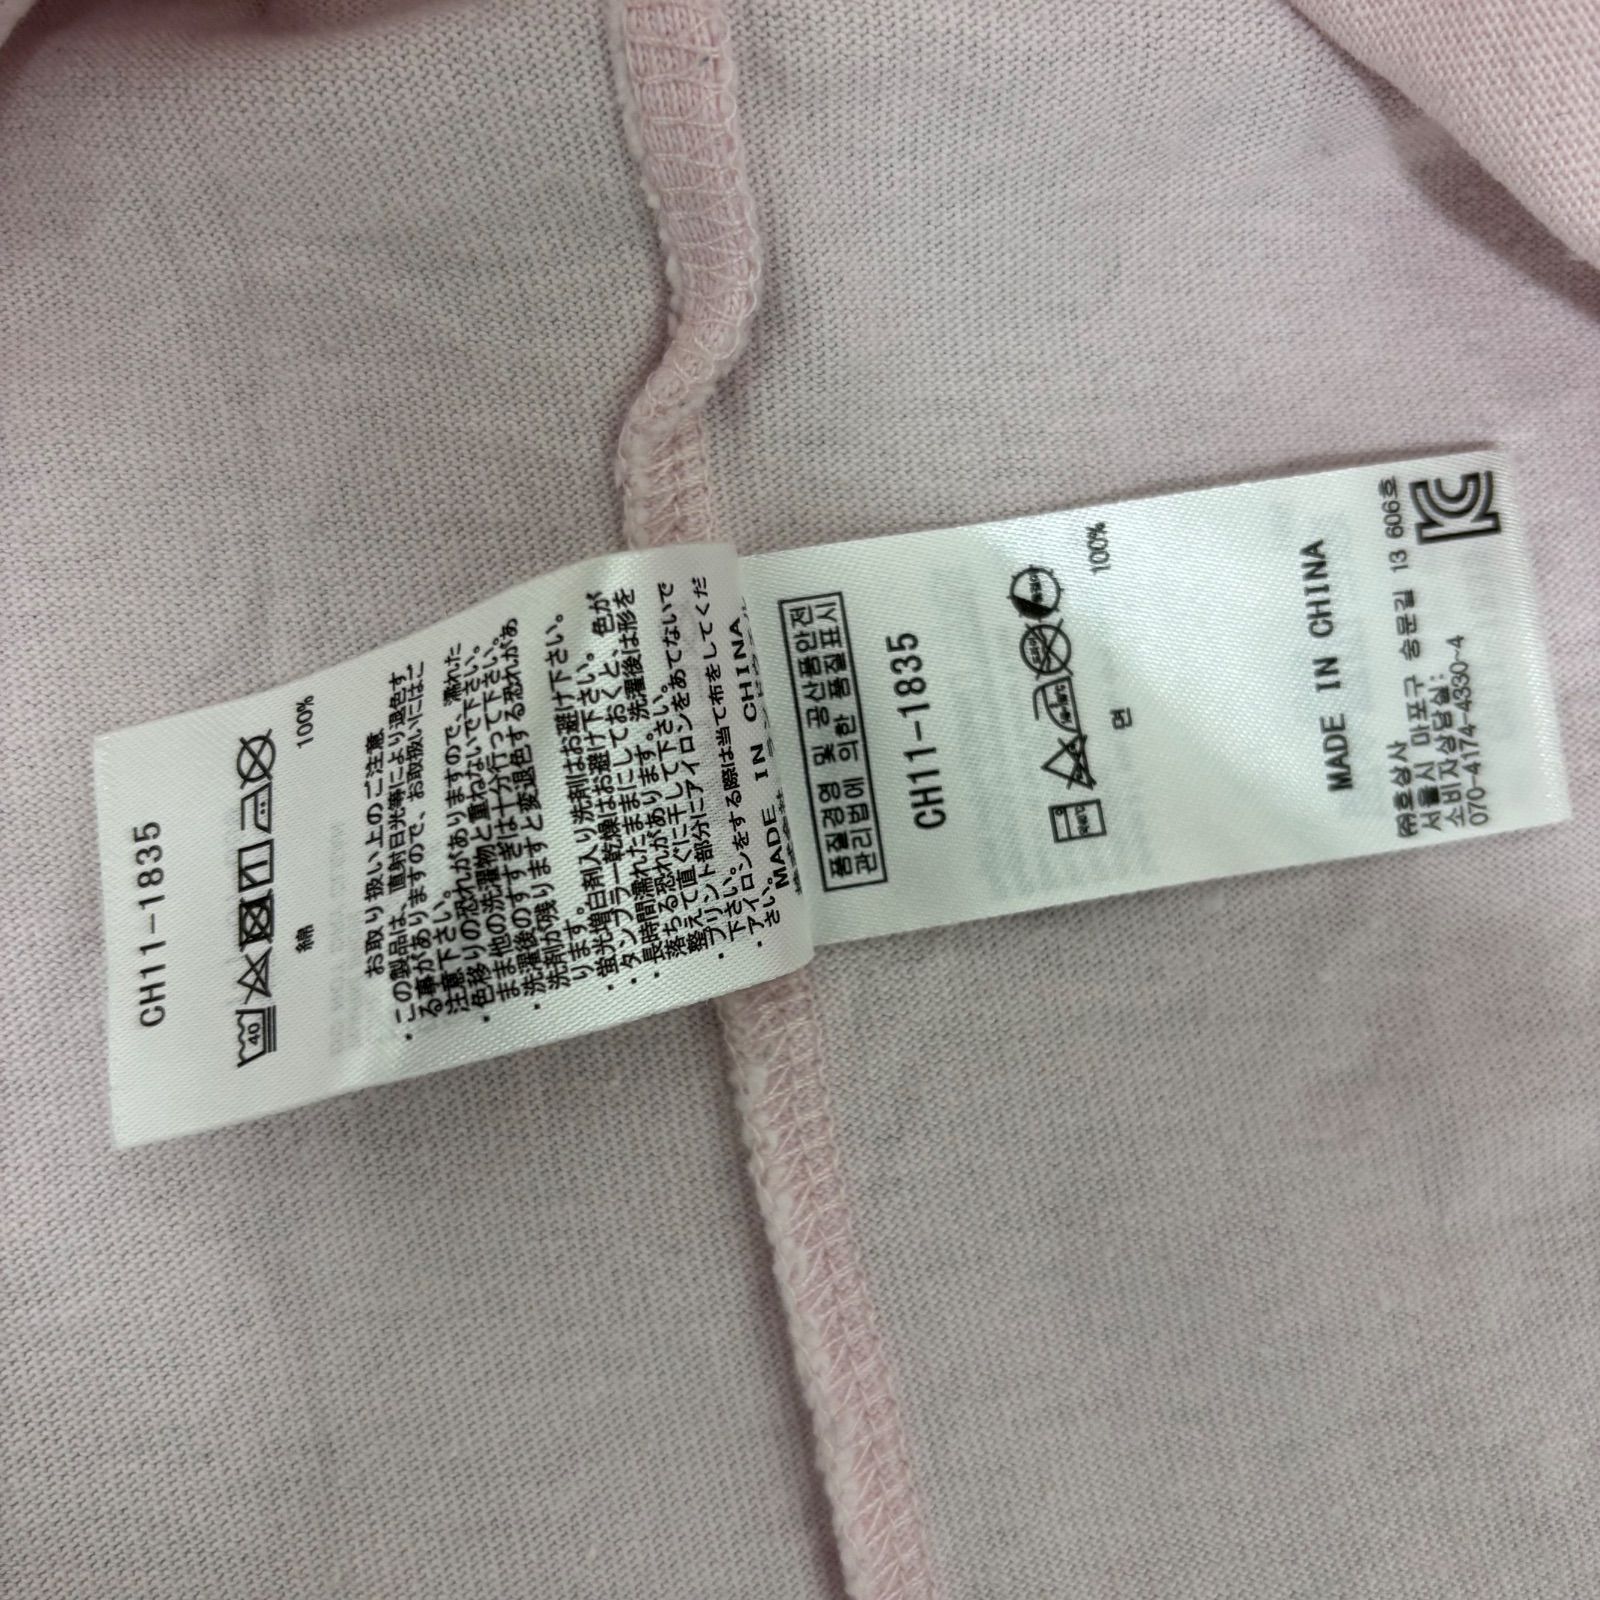 CH11-1835
40
綿 100%
お取り扱い上のご注意
・この製品は、直射日光等により退色す
る事がありますので、お取扱いにはご
注意下さい。
・色移りの恐れがありますので、濡れた
まま他の洗濯物と重ねないで下さい。
・洗濯後のすすぎは十分行って下さい。
洗剤が残りますと変退色する恐れがあ
ります。
・蛍光増白剤入り洗剤はお避け下さい。
・タンブラー乾燥はお避け下さい。
・長時間濡れたままにしておくと、色が
落ちる恐れがあります。洗濯後は形を
整えて直ぐに干して下さい。
・プリント部分にアイロンをあてないで
下さい。
・アイロンをする際は当て布をしてくだ
さい。
MADE IN CHINA
품질경영 및 공산품안전
관리법에 의한 품질표시
CH11-1835
면 100%
MADE IN CHINA
㈜호상사
서울시 마포구 숭문길 13 606호
소비자상담실:
070-4174-4330-4